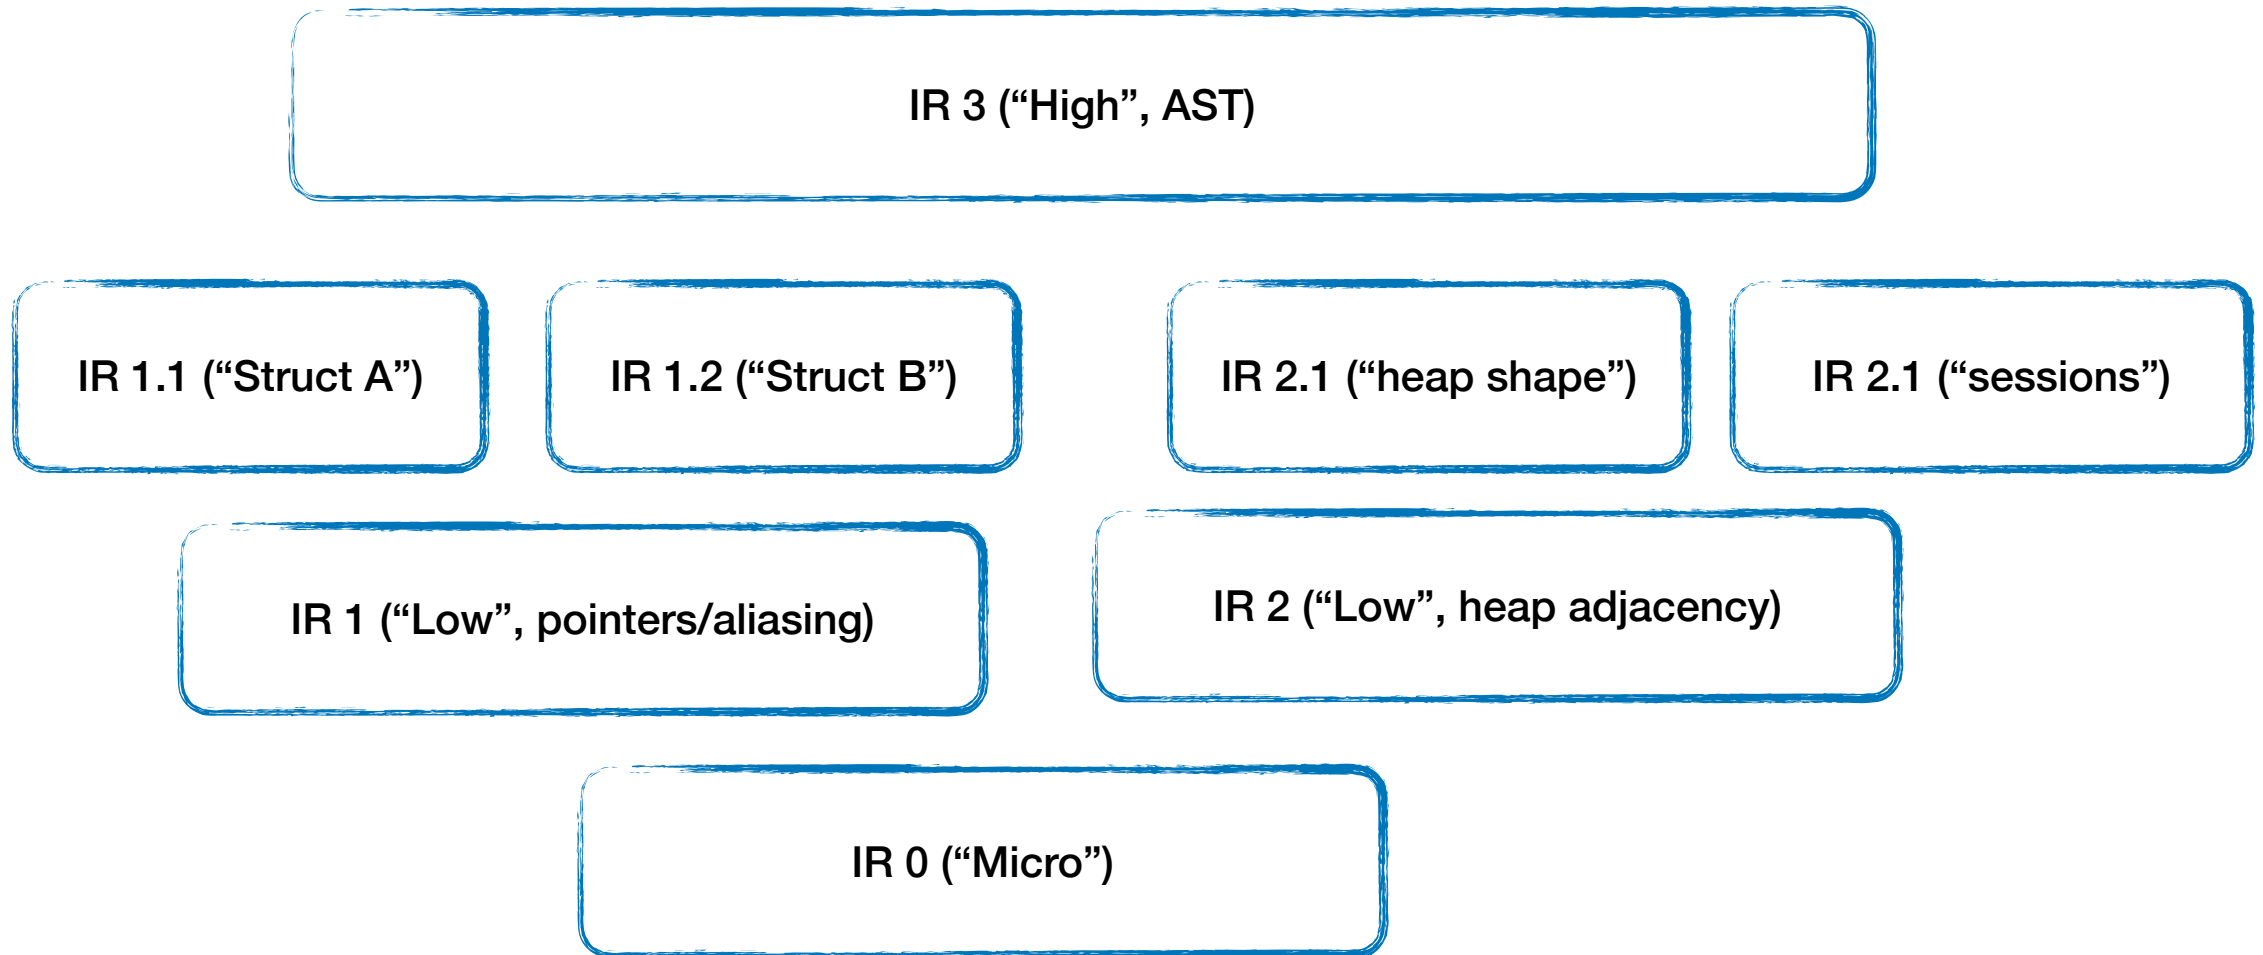 IR 3 (“High”, AST)
IR 1.1 (“Struct A”)
IR 1.2 (“Struct B”)
IR 2.1 (“heap shape”)
IR 2.1 (“sessions”)
IR 1 (“Low”, pointers/aliasing)
IR 2 (“Low”, heap adjacency)
IR 0 (“Micro”)